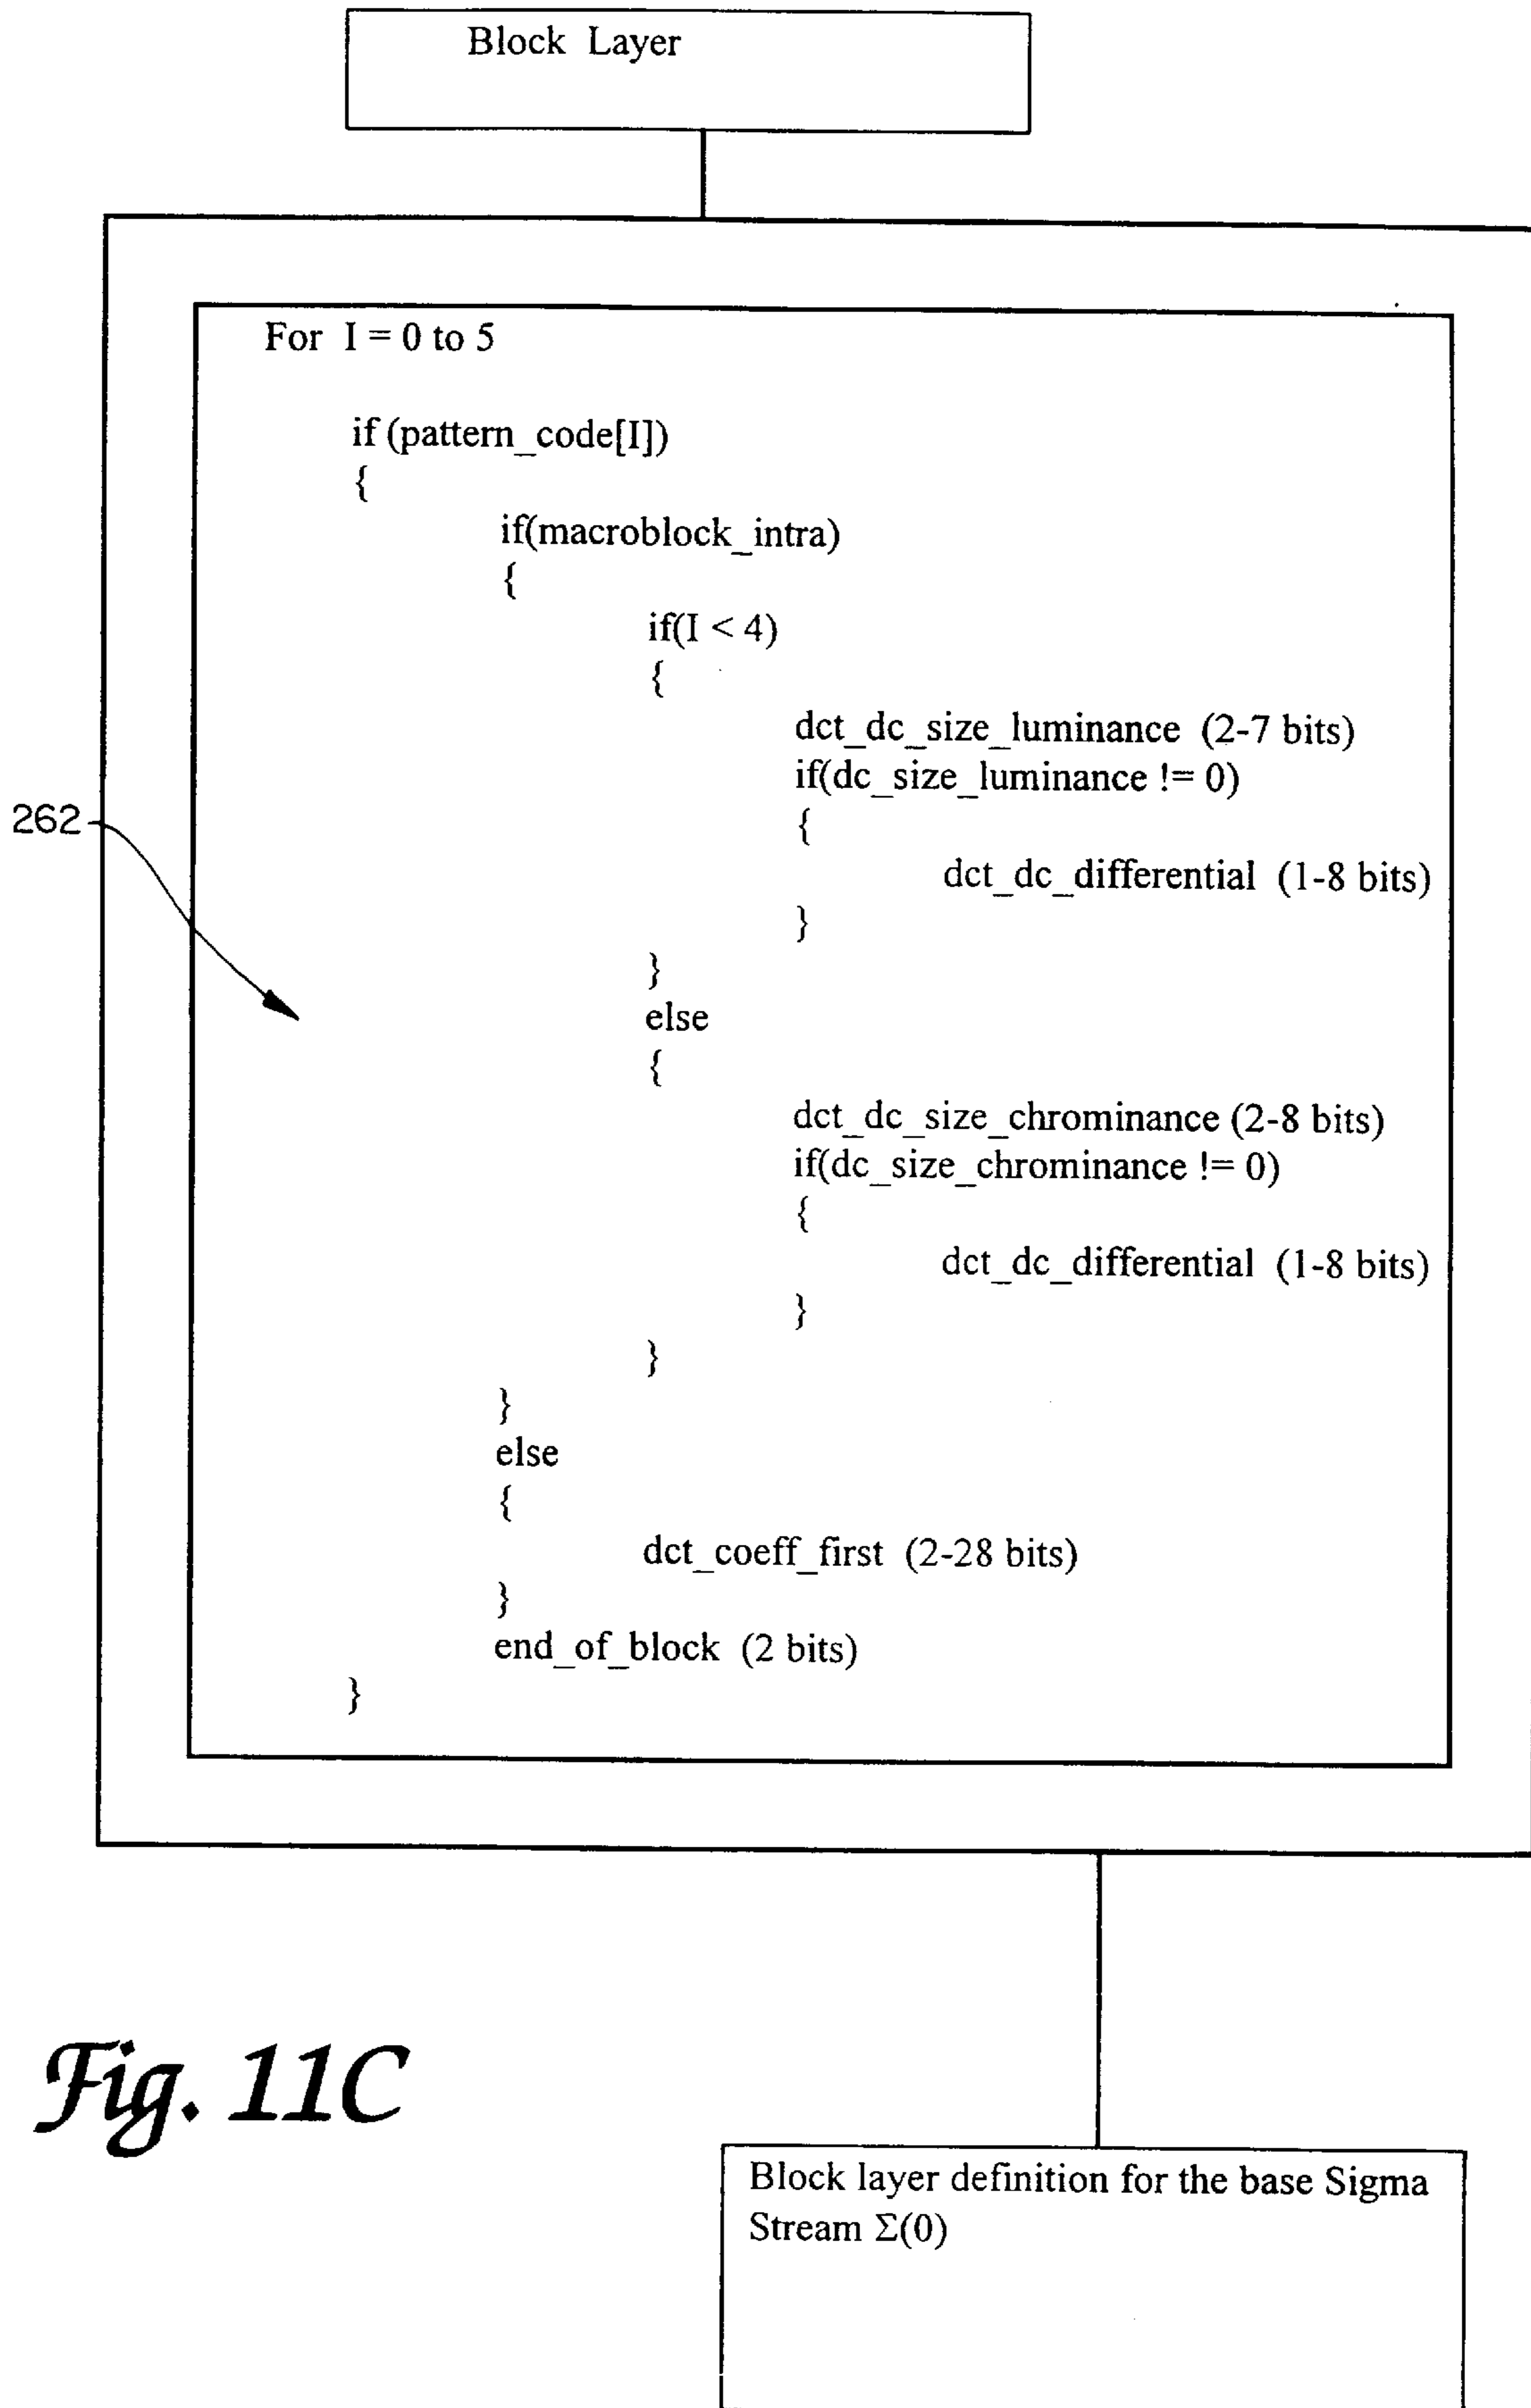 Block Layer
For I = 0 to 5
if (pattern_code[I])
{
if(macroblock_intra)
{
if(I < 4)
{
dct_dc_size_luminance (2-7 bits)
if(dc_size_luminance != 0)
{
dct_dc_differential (1-8 bits)
}
}
else
{
dct_dc_size_chrominance (2-8 bits)
if(dc_size_chrominance != 0)
{
dct_dc_differential (1-8 bits)
}
}
}
else
{
dct_coeff_first (2-28 bits)
}
end_of_block (2 bits)
}
262
Fig. 11C
Block layer definition for the base Sigma
Stream Σ(0)